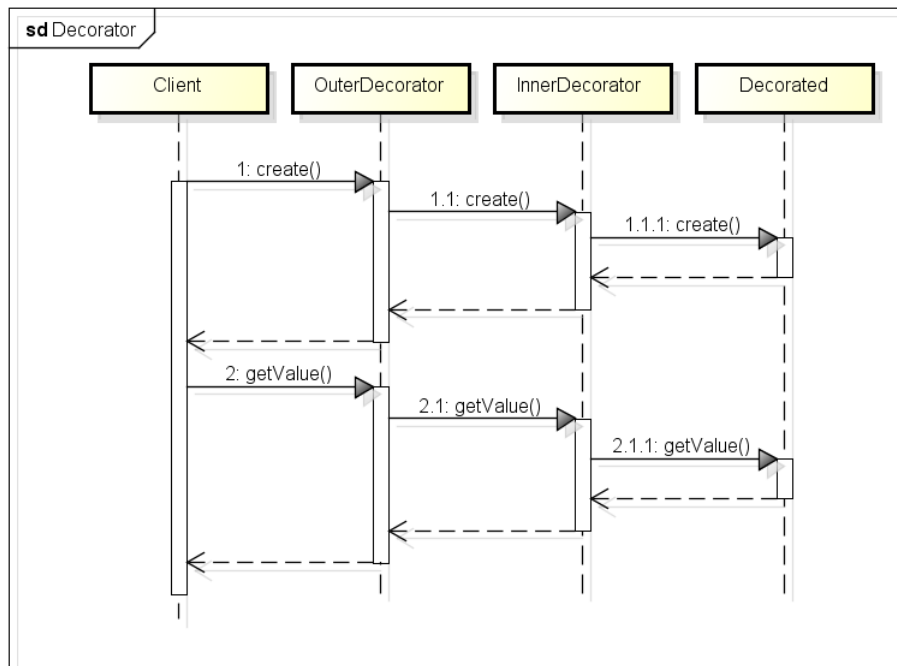 sd Decorator
Client
OuterDecorator
InnerDecorator
Decorated
1: create()
1.1: create()
1.1.1: create()
2: getValue()
2.1: getValue()
2.1.1: getValue()